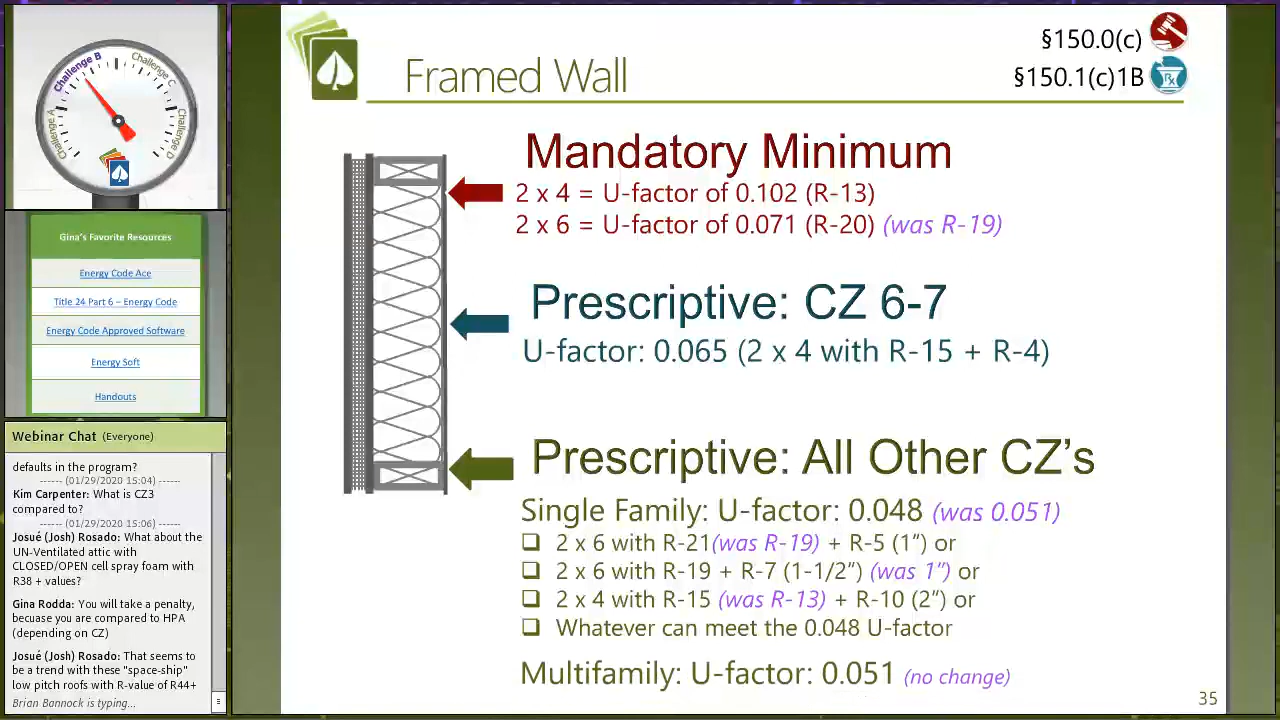 Challenge A
Challenge B
Challenge C
Challenge D
Gina's Favorite Resources
Energy Code Ace
Title 24 Part 6 – Energy Code
Energy Code Approved Software
Energy Soft
Handouts
Webinar Chat (Everyone)
defaults in the program?
------ (01/29/2020 15:04) ------
Kim Carpenter: What is CZ3
compared to?
------ (01/29/2020 15:06) ------
Josué (Josh) Rosado: What about the
UN-Ventilated attic with
CLOSED/OPEN cell spray foam with
R38 + values?
Gina Rodda: You will take a penalty,
becuase you are compared to HPA
(depending on CZ)
Josué (Josh) Rosado: That seems to
be a trend with these "space-ship"
low pitch roofs with R-value of R44+
Brian Bannock is typing...
Framed Wall
§150.0(c)
§150.1(c)1B
Rx
Mandatory Minimum
2 x 4 = U-factor of 0.102 (R-13)
2 x 6 = U-factor of 0.071 (R-20) (was R-19)
Prescriptive: CZ 6-7
U-factor: 0.065 (2 x 4 with R-15 + R-4)
Prescriptive: All Other CZ's
Single Family: U-factor: 0.048 (was 0.051)
❑ 2 x 6 with R-21(was R-19) + R-5 (1”) or
❑ 2 x 6 with R-19 + R-7 (1-1/2”) (was 1”) or
❑ 2 x 4 with R-15 (was R-13) + R-10 (2”) or
❑ Whatever can meet the 0.048 U-factor
Multifamily: U-factor: 0.051 (no change)
35